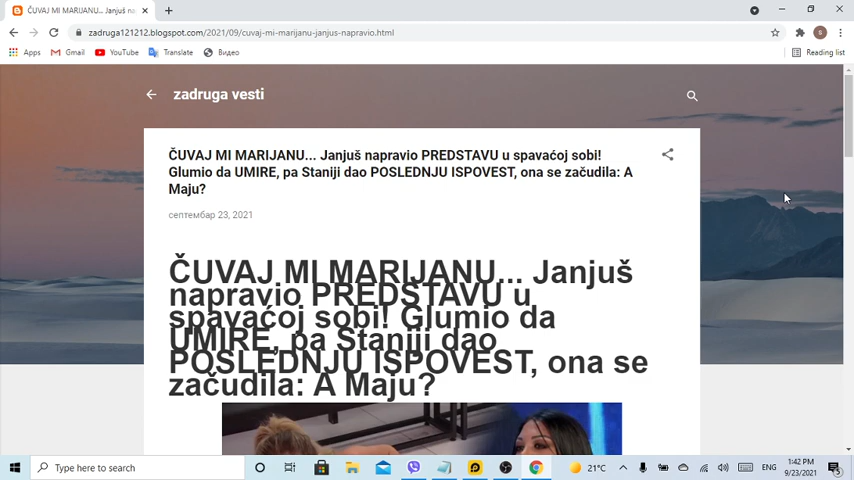 ČUVAJ MI MARIJANU... Janjuš n
zadruga121212.blogspot.com/2021/09/cuvaj-mi-marijanu-janjus-napravio.html
Apps Gmail YouTube Translate Видео Reading list
zadruga vesti
ČUVAJ MI MARIJANU... Janjuš napravio PREDSTAVU u spavaćoj sobi!
Glumio da UMIRE, pa Staniji dao POSLEDNJU ISPOVEST, ona se začudila: A
Maju?
септембар 23, 2021
ČUVAJ MI MARIJANU... Janjuš
napravio PREDSTAVU u
spavaćoj sobi! Glumio da
UMIRE, pa Staniji dao
POSLEDNJU ISPOVEST, ona se
začudila: A Maju?
Type here to search
21°C
ENG
1:42 PM
9/23/2021
5